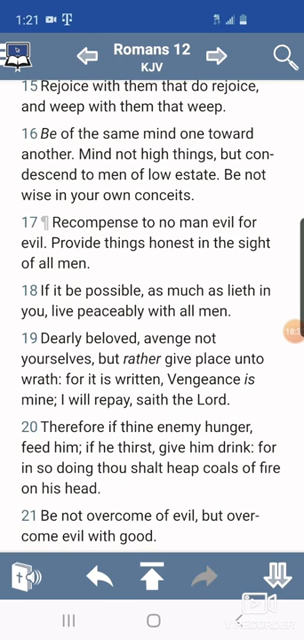 1:21
Romans 12
KJV
15 Rejoice with them that do rejoice,
and weep with them that weep.
16 Be of the same mind one toward
another. Mind not high things, but con-
descend to men of low estate. Be not
wise in your own conceits.
17 ¶ Recompense to no man evil for
evil. Provide things honest in the sight
of all men.
18 If it be possible, as much as lieth in
you, live peaceably with all men.
19 Dearly beloved, avenge not
yourselves, but rather give place unto
wrath: for it is written, Vengeance is
mine; I will repay, saith the Lord.
20 Therefore if thine enemy hunger,
feed him; if he thirst, give him drink: for
in so doing thou shalt heap coals of fire
on his head.
21 Be not overcome of evil, but over-
come evil with good.